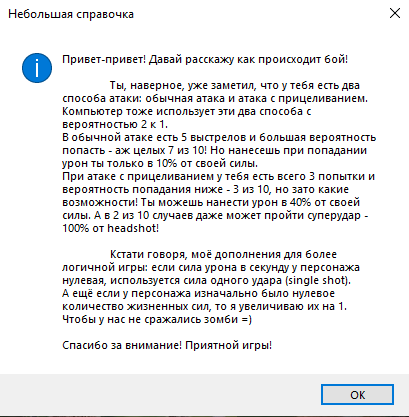 Небольшая справочка
Привет-привет! Давай расскажу как происходит бой!
Ты, наверное, уже заметил, что у тебя есть два
способа атаки: обычная атака и атака с прицеливанием.
Компьютер тоже использует эти два способа с
вероятностью 2 к 1.
В обычной атаке есть 5 выстрелов и большая вероятность
попасть - аж целых 7 из 10! Но нанесешь при попадании
урон ты только в 10% от своей силы.
При атаке с прицеливанием у тебя есть всего 3 попытки и
вероятность попадания ниже - 3 из 10, но зато какие
возможности! Ты можешь нанести урон в 40% от своей
силы. А в 2 из 10 случаев даже может пройти суперудар -
100% от headshot!
Кстати говоря, моё дополнения для более
логичной игры: если сила урона в секунду у персонажа
нулевая, используется сила одного удара (single shot).
А ещё если у персонажа изначально было нулевое
количество жизненных сил, то я увеличиваю их на 1.
Чтобы у нас не сражались зомби =)
Спасибо за внимание! Приятной игры!
OK